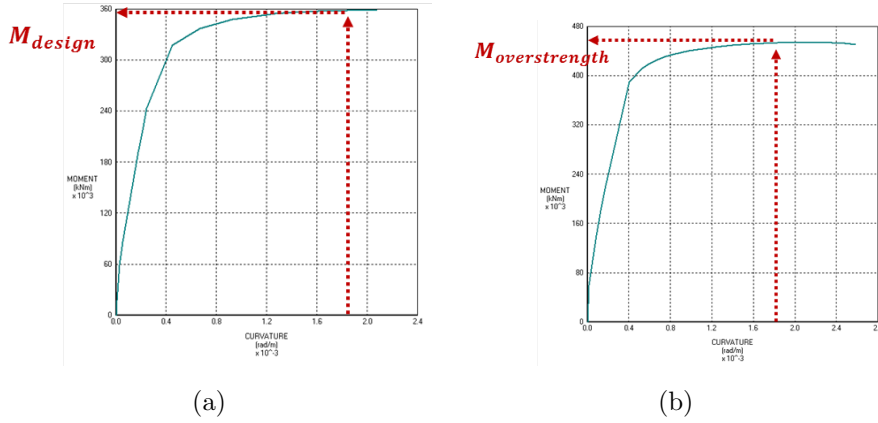 360
M_design
300
240
180
MOMENT
[kNm]
x 10^3
120
60
0
0.0 0.4 0.8 1.2 1.6 2.0 2.4
CURVATURE
[rad/m]
x 10^-3
(a)
480
M_overstrength
400
320
240
MOMENT
[kNm]
x 10^3
160
80
0
0.0 0.4 0.8 1.2 1.6 2.0 2.4
CURVATURE
[rad/m]
x 10^-3
(b)